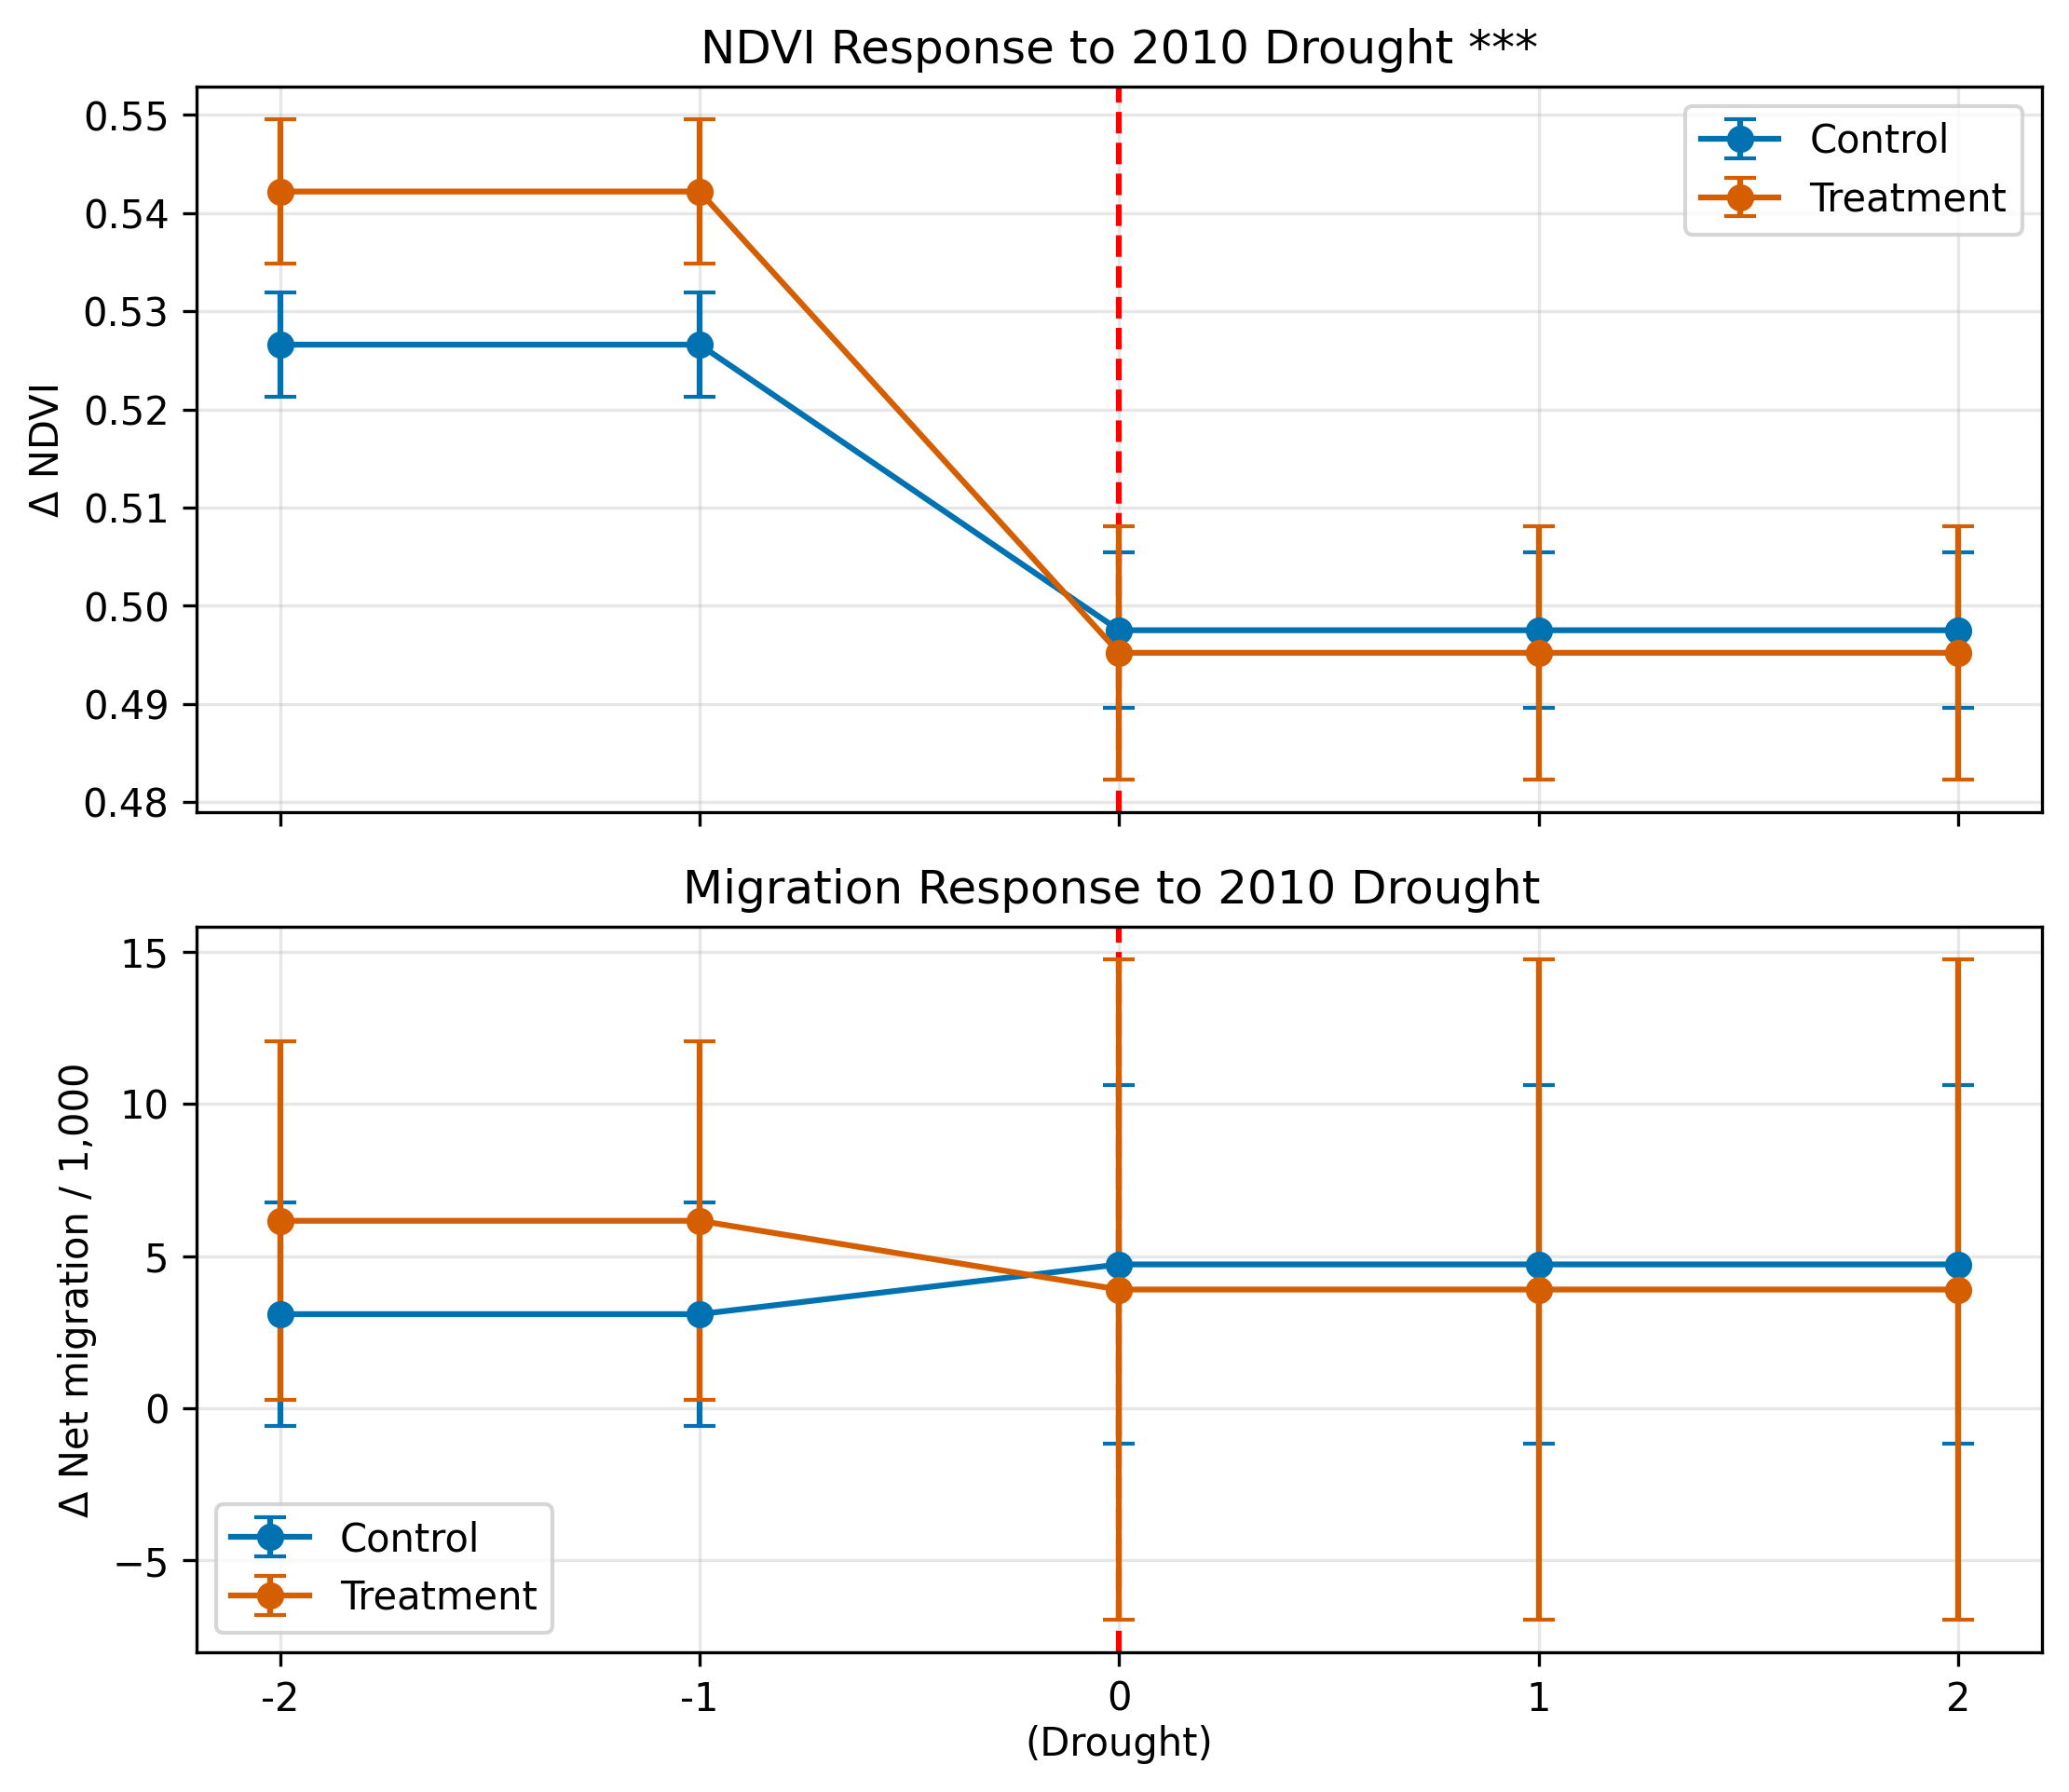 NDVI Response to 2010 Drought ***
Δ NDVI
0.55
0.54
0.53
0.52
0.51
0.50
0.49
0.48
Control
Treatment
Migration Response to 2010 Drought
Δ Net migration / 1,000
15
10
5
0
−5
Control
Treatment
-2 -1 0 1 2
(Drought)